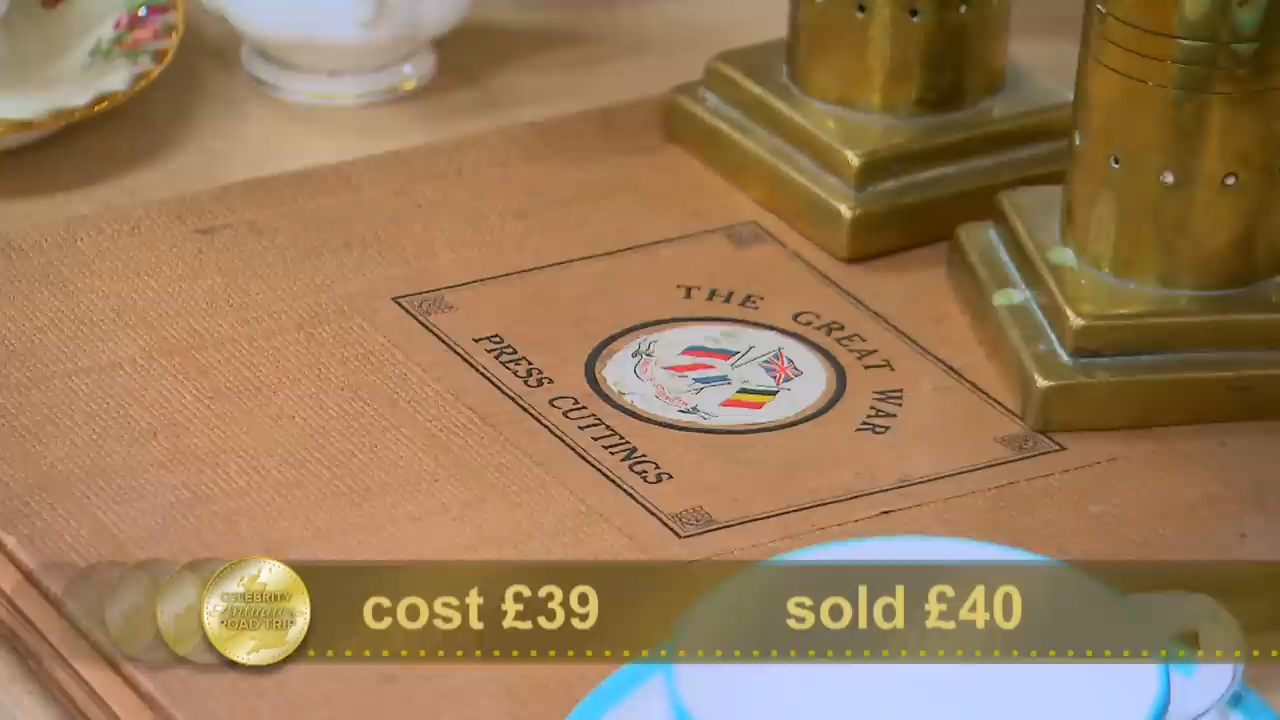 THE GREAT WAR
PRESS CUTTINGS
cost £39
sold £40
CELEBRITY
Antiques
ROAD TRIP